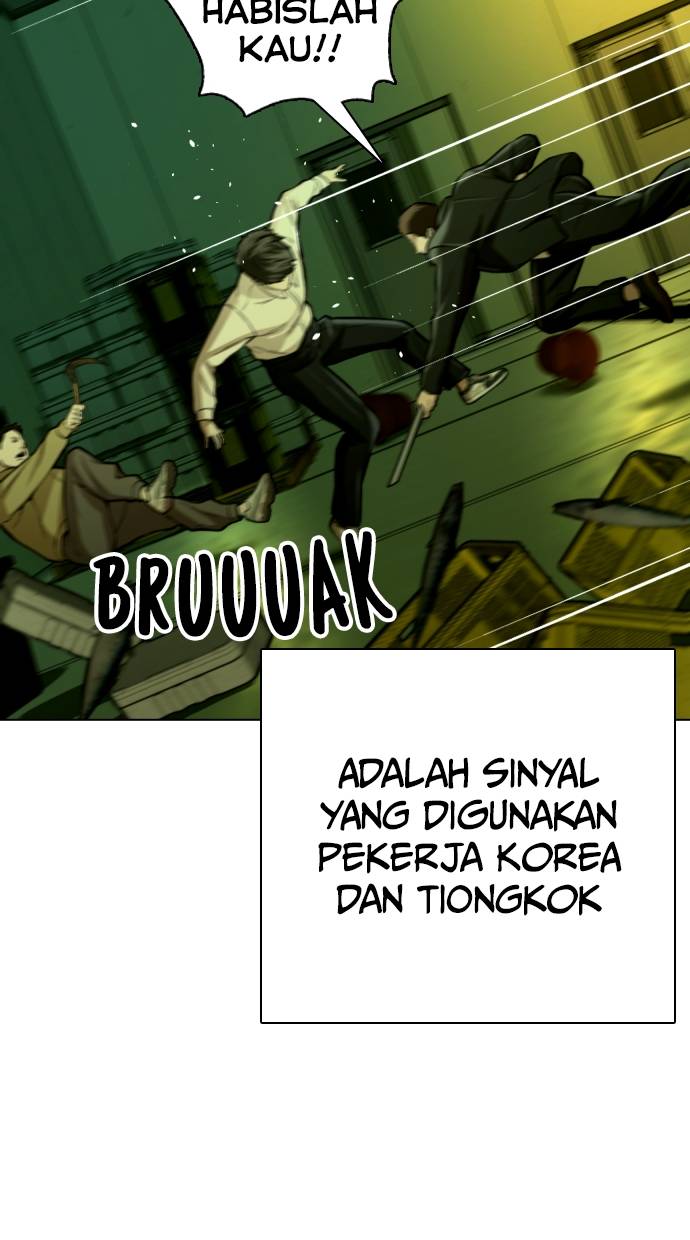 HABISLAH
KAU!!
BRUUUAK
ADALAH SINYAL
YANG DIGUNAKAN
PEKERJA KOREA
DAN TIONGKOK